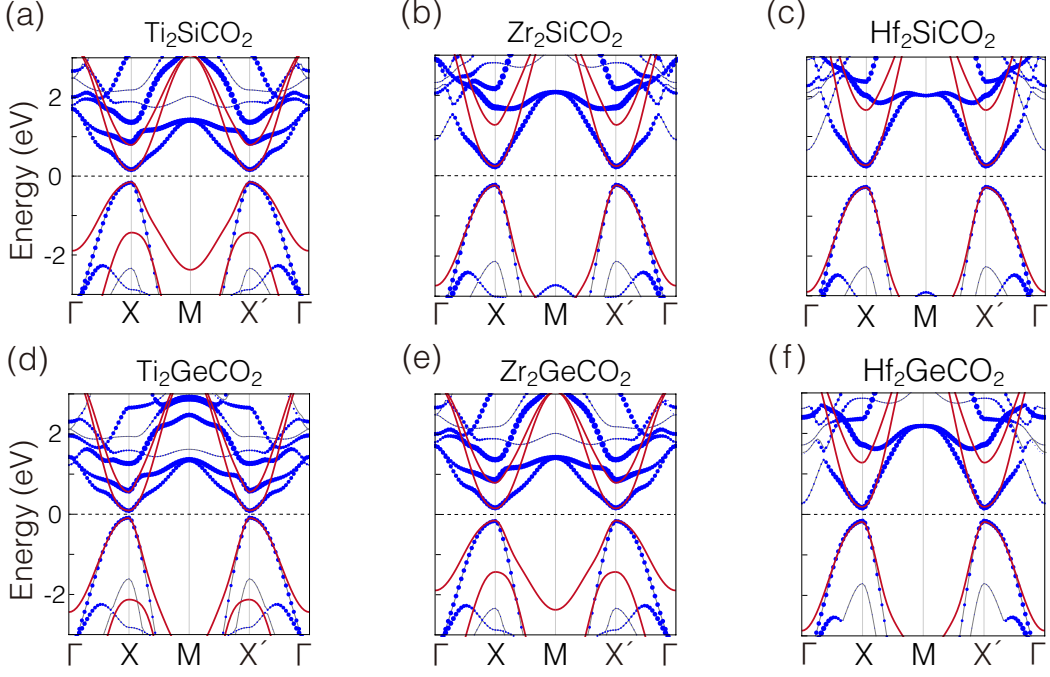 (a) Ti₂SiCO₂
(b) Zr₂SiCO₂
(c) Hf₂SiCO₂
Energy (eV)
2
0
-2
Γ X M X´ Γ
Γ X M X´ Γ
Γ X M X´ Γ
(d) Ti₂GeCO₂
(e) Zr₂GeCO₂
(f) Hf₂GeCO₂
Energy (eV)
2
0
-2
Γ X M X´ Γ
Γ X M X´ Γ
Γ X M X´ Γ